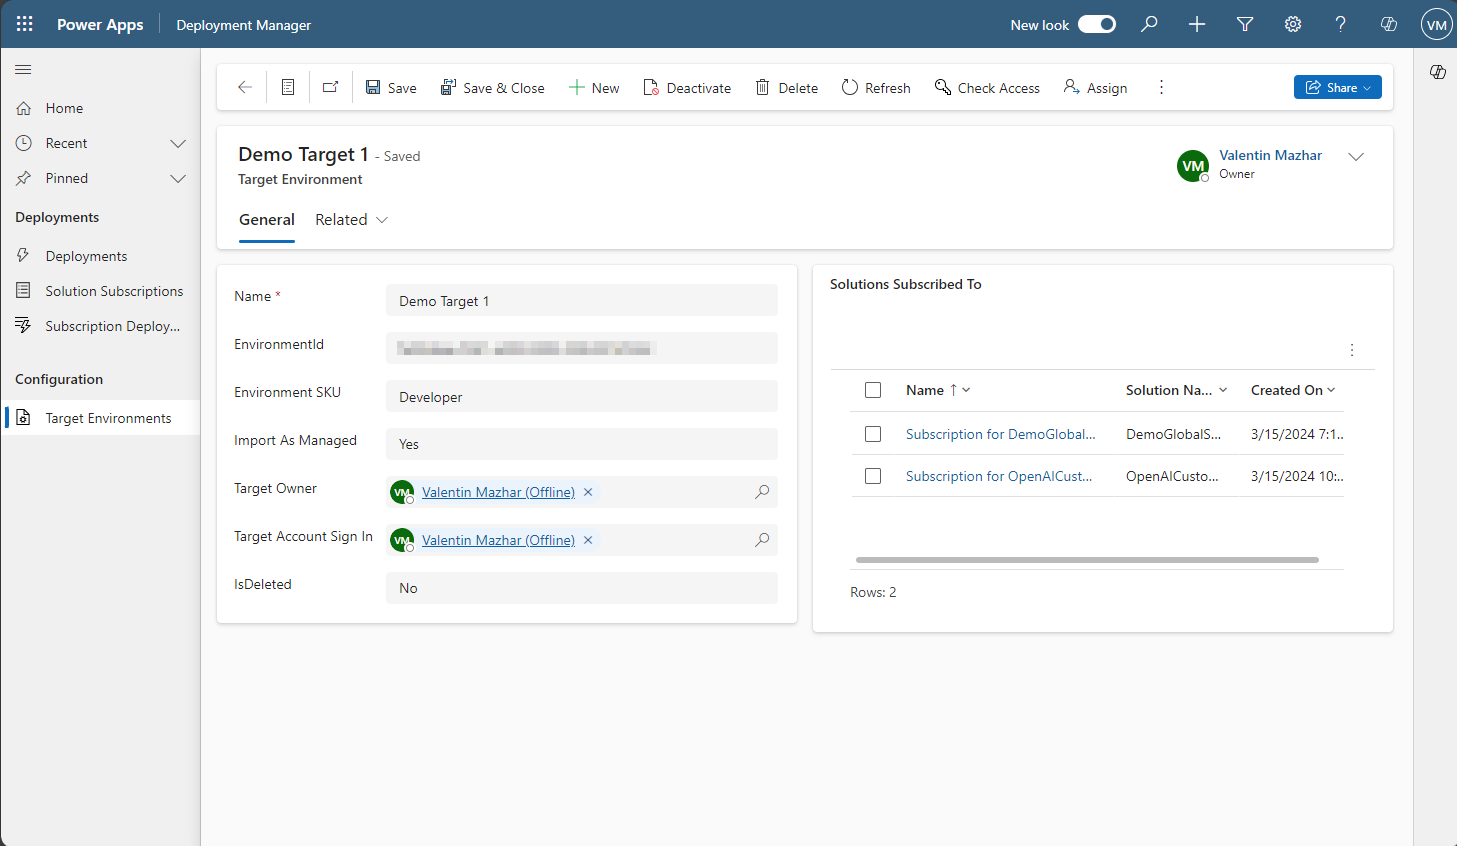 Power Apps Deployment Manager New look VM
Home
Recent
Pinned
Deployments
Deployments
Solution Subscriptions
Subscription Deploy...
Configuration
Target Environments
Save Save & Close New Deactivate Delete Refresh Check Access Assign Share
Demo Target 1 - Saved
Target Environment
VM Valentin Mazhar
Owner
General Related
Name *
Demo Target 1
EnvironmentId
Environment SKU
Developer
Import As Managed
Yes
Target Owner
VM Valentin Mazhar (Offline)
Target Account Sign In
VM Valentin Mazhar (Offline)
IsDeleted
No
Solutions Subscribed To
Name Solution Na... Created On
Subscription for DemoGlobal... DemoGlobalS... 3/15/2024 7:1..
Subscription for OpenAICust... OpenAICusto... 3/15/2024 10:..
Rows: 2